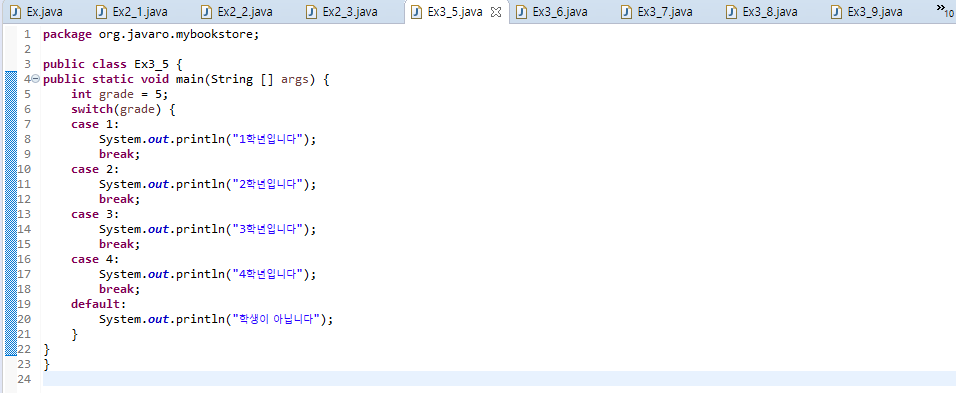 Ex.java Ex2_1.java Ex2_2.java Ex2_3.java Ex3_5.java Ex3_6.java Ex3_7.java Ex3_8.java Ex3_9.java »10
1 package org.javaro.mybookstore;
2
3 public class Ex3_5 {
4 public static void main(String [] args) {
5 int grade = 5;
6 switch(grade) {
7 case 1:
8 System.out.println("1학년입니다");
9 break;
10 case 2:
11 System.out.println("2학년입니다");
12 break;
13 case 3:
14 System.out.println("3학년입니다");
15 break;
16 case 4:
17 System.out.println("4학년입니다");
18 break;
19 default:
20 System.out.println("학생이 아닙니다");
21 }
22 }
23 }
24